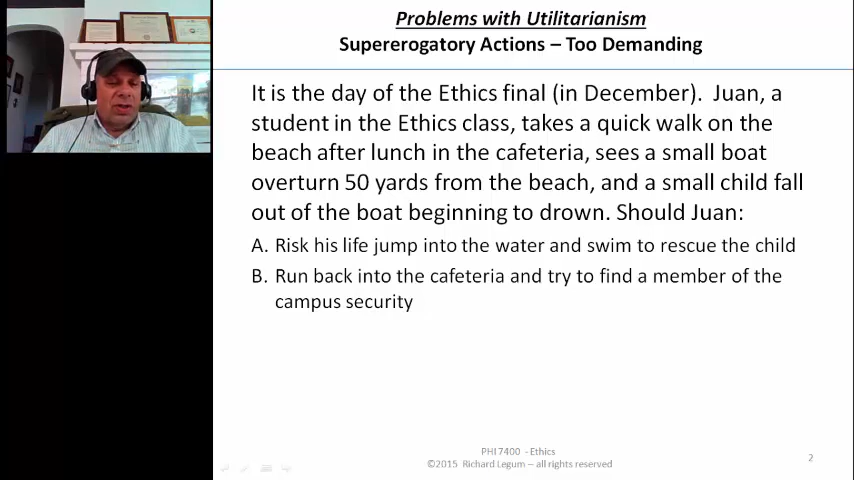 Problems with Utilitarianism
Supererogatory Actions – Too Demanding
It is the day of the Ethics final (in December).  Juan, a
student in the Ethics class, takes a quick walk on the
beach after lunch in the cafeteria, sees a small boat
overturn 50 yards from the beach, and a small child fall
out of the boat beginning to drown. Should Juan:
A. Risk his life jump into the water and swim to rescue the child
B. Run back into the cafeteria and try to find a member of the
campus security
PHI 7400  - Ethics
©2015  Richard Legum – all rights reserved
2